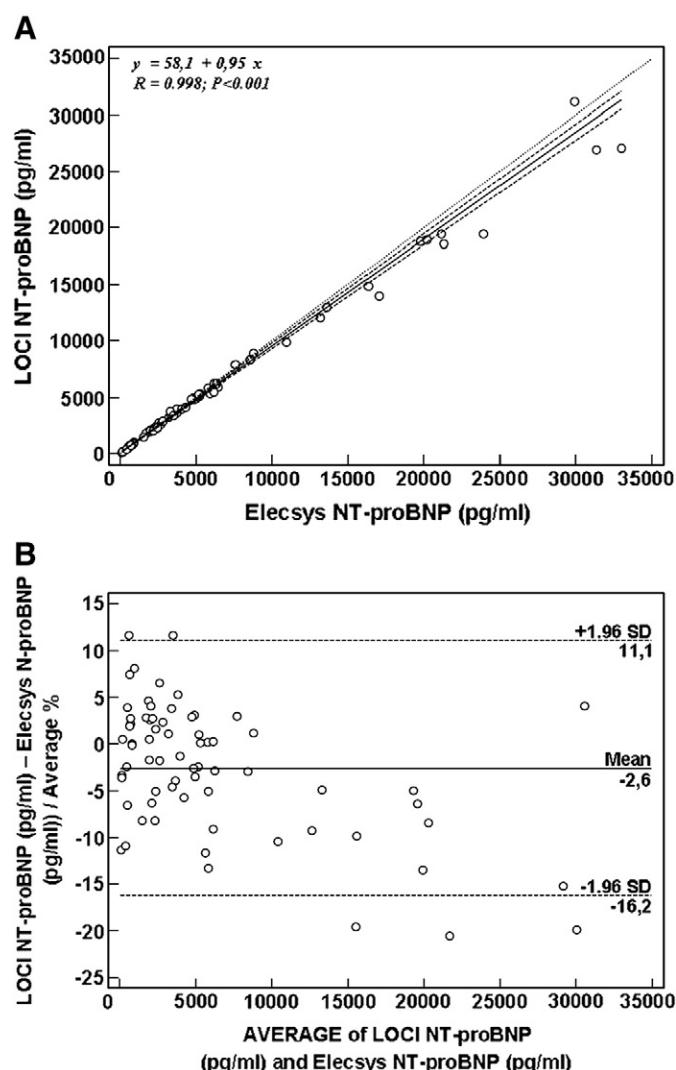 A
y = 58,1 + 0,95 x
R = 0.998; P<0.001
LOCI NT-proBNP (pg/ml)
35000
30000
25000
20000
15000
10000
5000
0
0 5000 10000 15000 20000 25000 30000 35000
Elecsys NT-proBNP (pg/ml)
B
LOCI NT-proBNP (pg/ml) – Elecsys N-proBNP
(pg/ml)) / Average %
15
10
5
0
-5
-10
-15
-20
-25
+1.96 SD
11,1
Mean
-2,6
-1.96 SD
-16,2
0 5000 10000 15000 20000 25000 30000 35000
AVERAGE of LOCI NT-proBNP
(pg/ml) and Elecsys NT-proBNP (pg/ml)